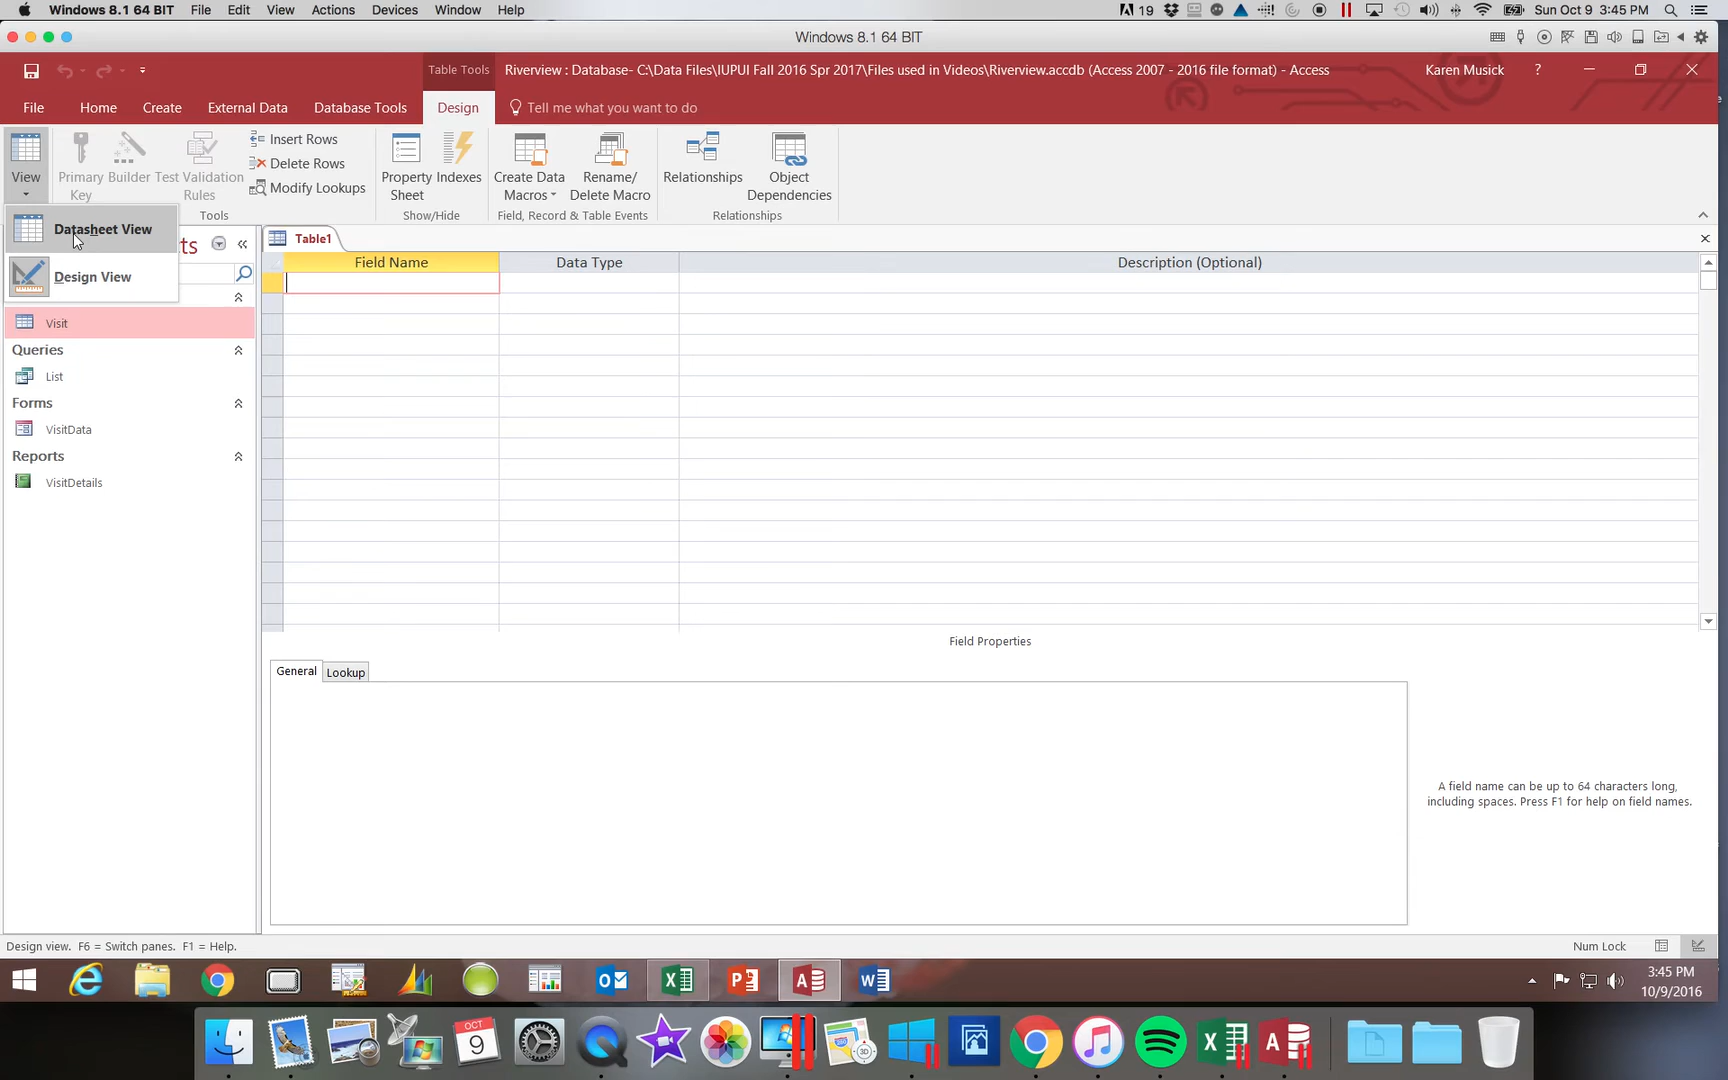 Windows 8.1 64 BIT File Edit View Actions Devices Window Help 19 Sun Oct 9 3:45 PM
Windows 8.1 64 BIT
Table Tools Riverview : Database- C:\Data Files\IUPUI Fall 2016 Spr 2017\Files used in Videos\Riverview.accdb (Access 2007 - 2016 file format) - Access Karen Musick ?
File Home Create External Data Database Tools Design Tell me what you want to do
View
Primary Key
Builder
Test Validation Rules
Insert Rows
Delete Rows
Modify Lookups
Property Sheet
Indexes
Create Data Macros
Rename/ Delete Macro
Relationships
Object Dependencies
Tools Show/Hide Field, Record & Table Events Relationships
Datasheet View
Design View
ts
Visit
Queries
List
Forms
VisitData
Reports
VisitDetails
Table1
Field Name Data Type Description (Optional)
Field Properties
General Lookup
A field name can be up to 64 characters long,
including spaces. Press F1 for help on field names.
Design view. F6 = Switch panes. F1 = Help. Num Lock
3:45 PM
10/9/2016
OCT
9
3D